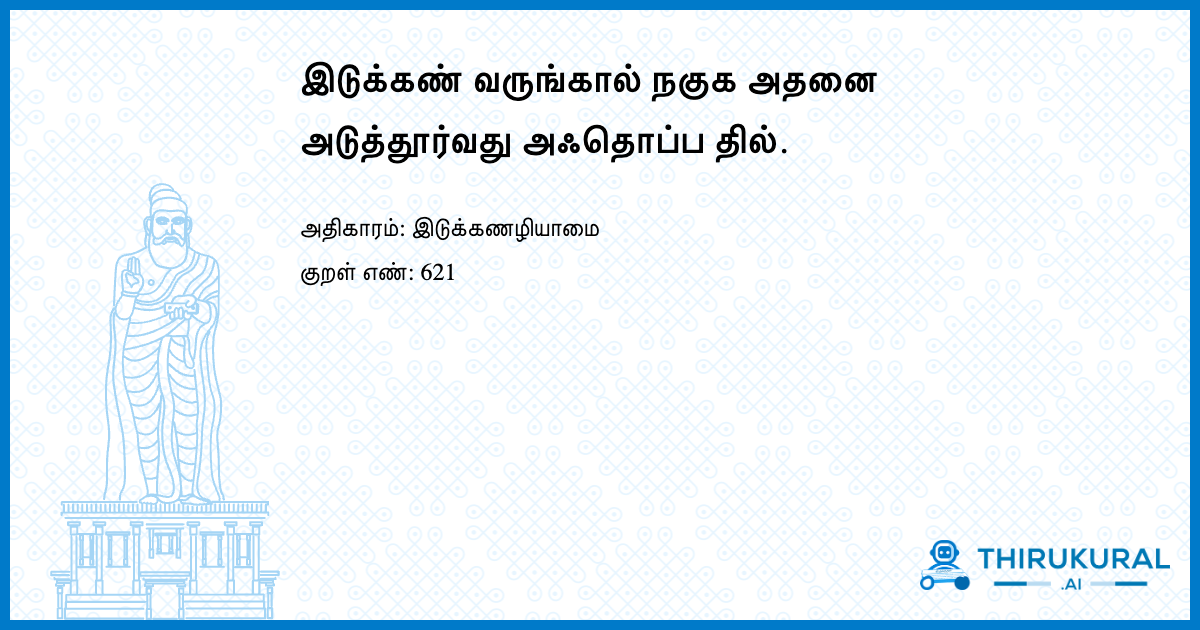 இடுக்கண் வருங்கால் நகுக அதனை
அடுத்தூர்வது அஃதொப்ப தில்.
அதிகாரம்: இடுக்கணழியாமை
குறள் எண்: 621
THIRUKURAL
.AI